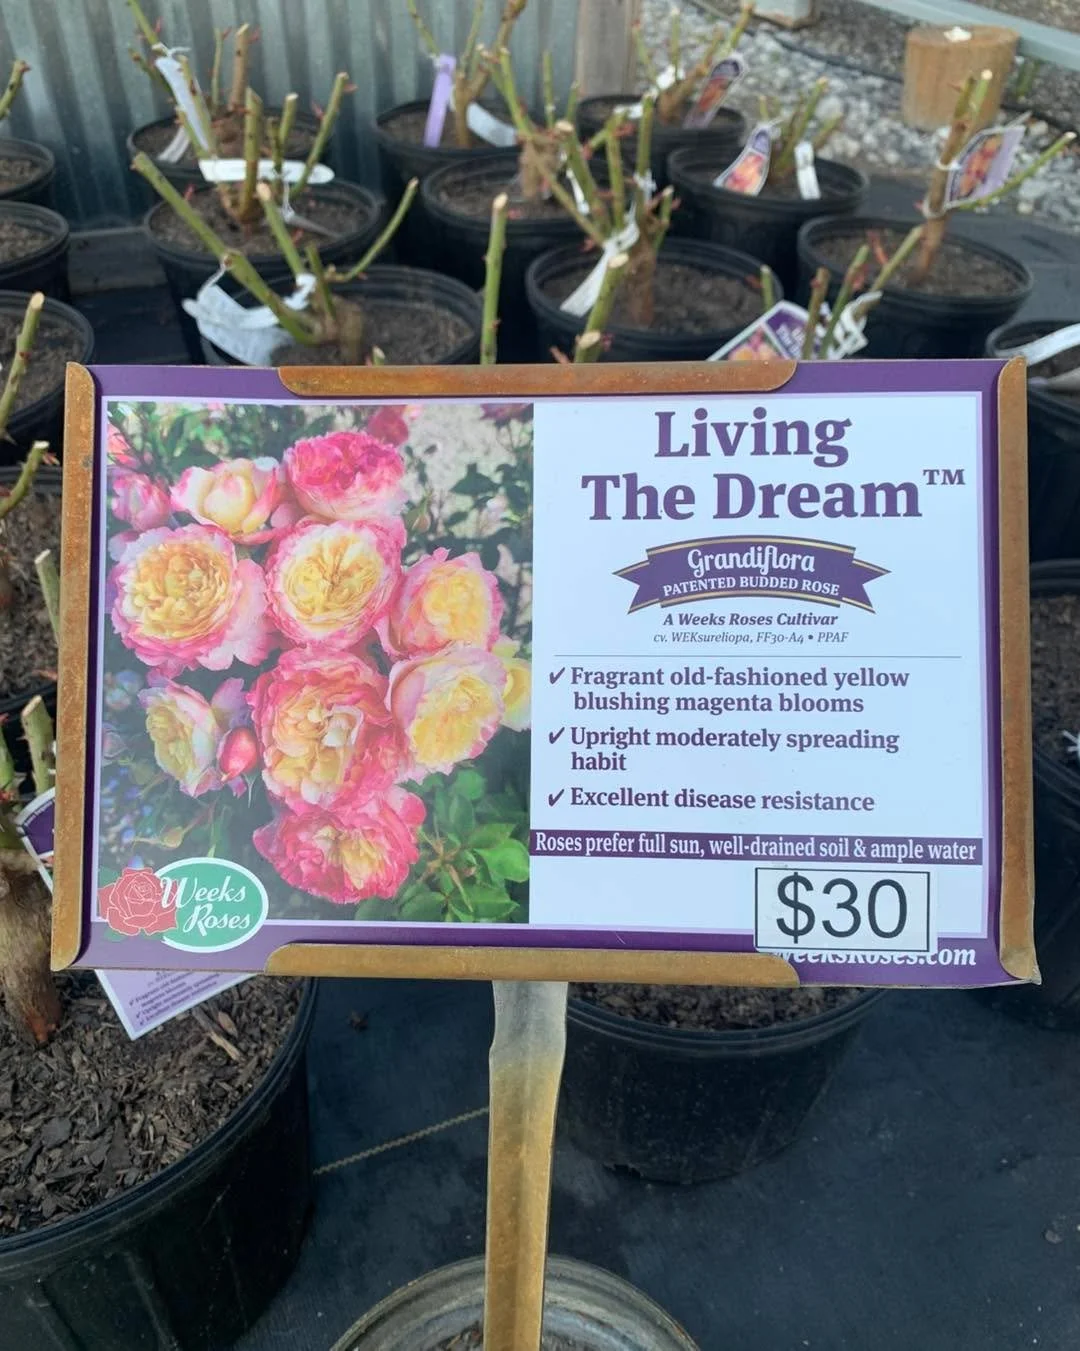 Living
The Dream™
Grandiflora
PATENTED BUDDED ROSE
A Weeks Roses Cultivar
cv. WEKsureliopa, FF30-A4 • PPAF
✓ Fragrant old-fashioned yellow
blushing magenta blooms
✓ Upright moderately spreading
habit
✓ Excellent disease resistance
Roses prefer full sun, well-drained soil & ample water
$30
weeksroses.com
Weeks
Roses